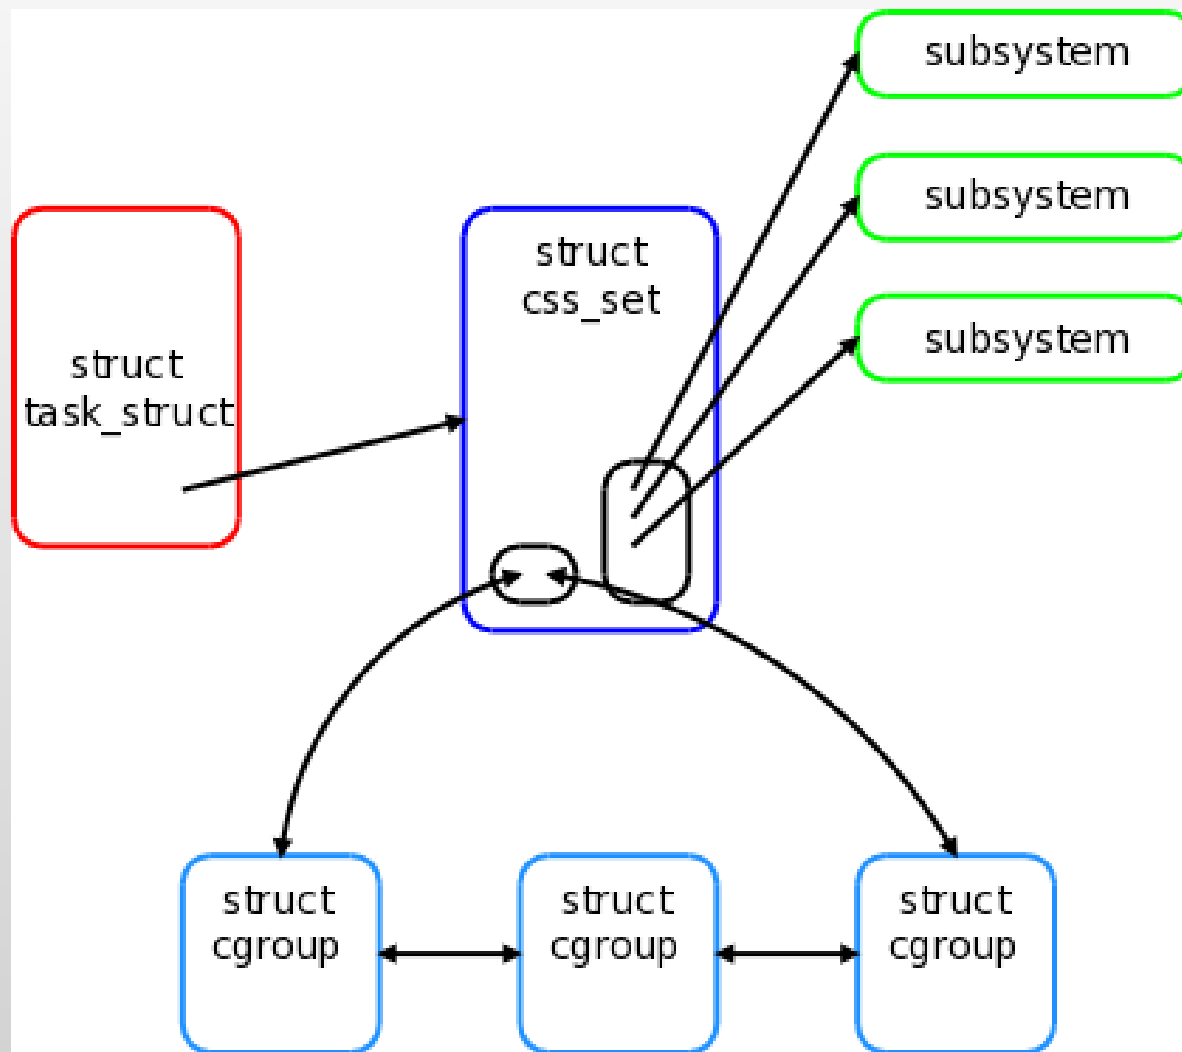 subsystem
subsystem
struct
css_set
subsystem
struct
task_struct
struct
cgroup
struct
cgroup
struct
cgroup